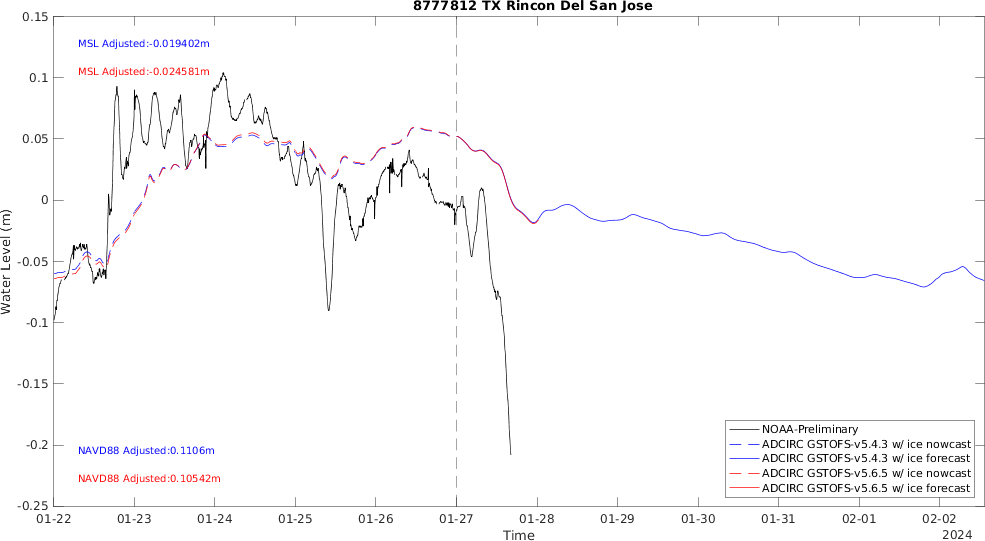 8777812 TX Rincon Del San Jose
0.15
MSL Adjusted:-0.019402m
MSL Adjusted:-0.024581m
0.1
0.05
0
-0.05
-0.1
-0.15
-0.2
-0.25
Water Level (m)
NAVD88 Adjusted:0.1106m
NAVD88 Adjusted:0.10542m
NOAA-Preliminary
ADCIRC GSTOFS-v5.4.3 w/ ice nowcast
ADCIRC GSTOFS-v5.4.3 w/ ice forecast
ADCIRC GSTOFS-v5.6.5 w/ ice nowcast
ADCIRC GSTOFS-v5.6.5 w/ ice forecast
01-22 01-23 01-24 01-25 01-26 01-27 01-28 01-29 01-30 01-31 02-01 02-02
Time
2024